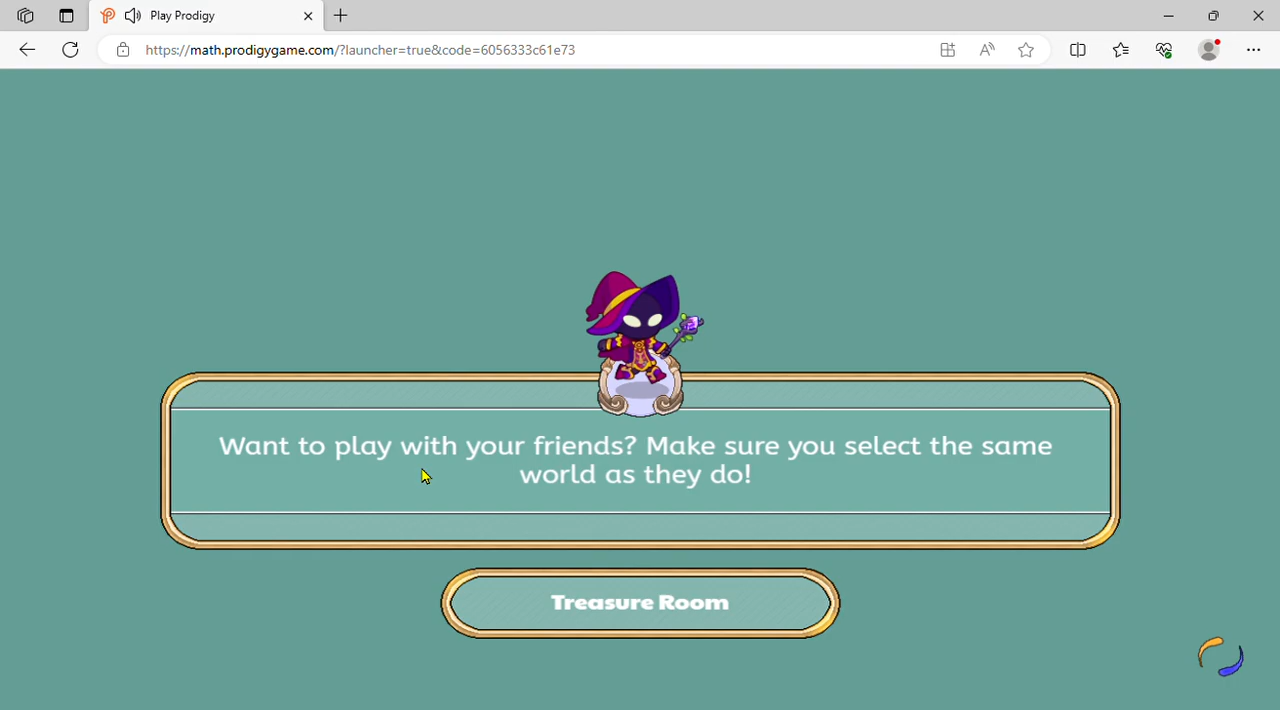 Play Prodigy
https://math.prodigygame.com/?launcher=true&code=6056333c61e73
Want to play with your friends? Make sure you select the same
world as they do!
Treasure Room